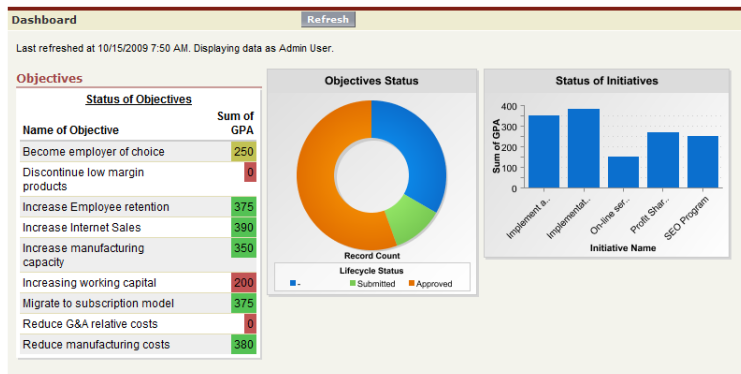 Dashboard
Refresh
Last refreshed at 10/15/2009 7:50 AM. Displaying data as Admin User.
Objectives
Status of Objectives
Name of Objective Sum of GPA
Become employer of choice 250
Discontinue low margin products 0
Increase Employee retention 375
Increase Internet Sales 390
Increase manufacturing capacity 350
Increasing working capital 200
Migrate to subscription model 375
Reduce G&A relative costs 0
Reduce manufacturing costs 380
Objectives Status
Record Count
Lifecycle Status
- Submitted Approved
Status of Initiatives
Sum of GPA
400
300
200
100
0
Implement a..
Implementat..
On-line ser..
Profit Shar..
SEO Program
Initiative Name